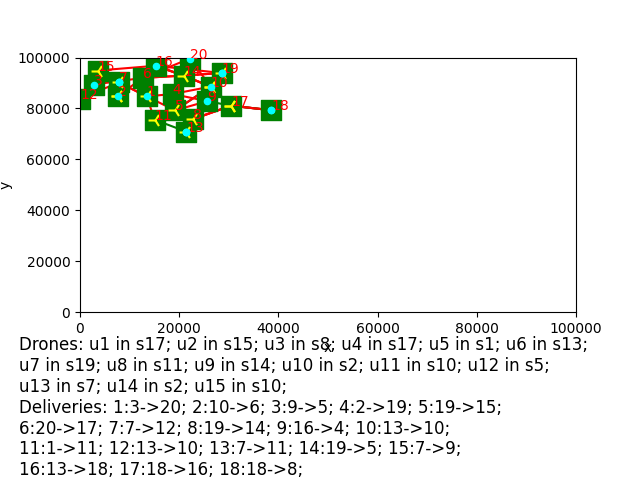 20
16
19
100000
80000
18
60000
y
40000
20000
0
0 20000 40000 60000 80000 100000
x
Drones: u1 in s17; u2 in s15; u3 in s8; u4 in s17; u5 in s1; u6 in s13;
u7 in s19; u8 in s11; u9 in s14; u10 in s2; u11 in s10; u12 in s5;
u13 in s7; u14 in s2; u15 in s10;
Deliveries: 1:3->20; 2:10->6; 3:9->5; 4:2->19; 5:19->15;
6:20->17; 7:7->12; 8:19->14; 9:16->4; 10:13->10;
11:1->11; 12:13->10; 13:7->11; 14:19->5; 15:7->9;
16:13->18; 17:18->16; 18:18->8;